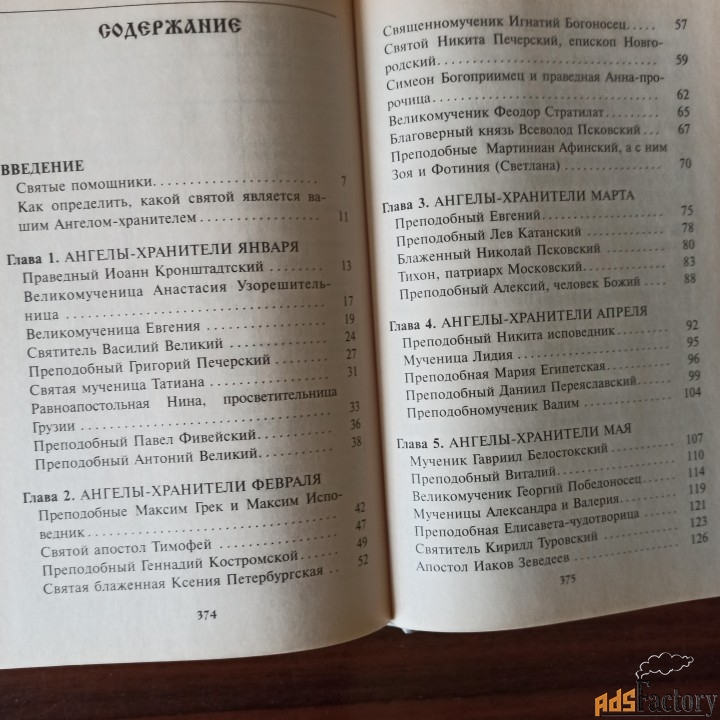 СОДЕРЖАНИЕ
ВВЕДЕНИЕ
Святые помощники. 7
Как определить, какой святой является ва-
шим Ангелом-хранителем 11
Глава 1. АНГЕЛЫ-ХРАНИТЕЛИ ЯНВАРЯ
Праведный Иоанн Кронштадтский 13
Великомученица Анастасия Узорешитель-
ница 17
Великомученица Евгения 19
Святитель Василий Великий 24
Преподобный Григорий Печерский 27
Святая мученица Татиана 31
Равноапостольная Нина, просветительница
Грузии 33
Преподобный Павел Фивейский. 36
Преподобный Антоний Великий. 38
Глава 2. АНГЕЛЫ-ХРАНИТЕЛИ ФЕВРАЛЯ
Преподобные Максим Грек и Максим Испо-
ведник 42
Святой апостол Тимофей 47
Преподобный Геннадий Костромской 49
Святая блаженная Ксения Петербургская 52
374
Священномученик Игнатий Богоносец 57
Святой Никита Печерский, епископ Новго-
родский 59
Симеон Богоприимец и праведная Анна-про-
рочица 62
Великомученик Феодор Стратилат 65
Благоверный князь Всеволод Псковский 67
Преподобные Мартиниан Афинский, а с ним
Зоя и Фотиния (Светлана) 70
Глава 3. АНГЕЛЫ-ХРАНИТЕЛИ МАРТА
Преподобный Евгений 75
Преподобный Лев Катанский 78
Блаженный Николай Псковский 80
Тихон, патриарх Московский 83
Преподобный Алексий, человек Божий 88
Глава 4. АНГЕЛЫ-ХРАНИТЕЛИ АПРЕЛЯ
Преподобный Никита исповедник 92
Мученица Лидия 95
Преподобная Мария Египетская 96
Преподобный Даниил Переяславский 99
Преподобномученик Вадим 104
Глава 5. АНГЕЛЫ-ХРАНИТЕЛИ МАЯ
Мученик Гавриил Белостокский 107
Преподобный Виталий 110
Великомученик Георгий Победоносец 114
Мученицы Александра и Валерия 119
Преподобная Елисавета-чудотворица 121
Святитель Кирилл Туровский 123
Апостол Иаков Зеведеев 126
375
AdsFactory